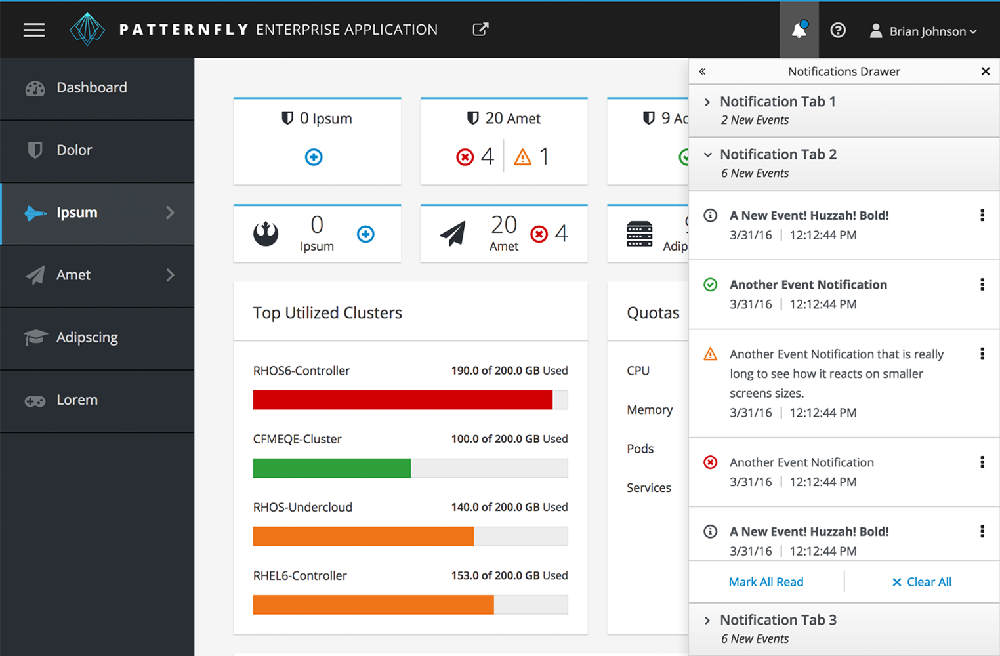 PATTERNFLY ENTERPRISE APPLICATION
Brian Johnson
Dashboard
Dolor
Ipsum
Amet
Adipscing
Lorem
0 Ipsum
20 Amet
4 1
9
0
Ipsum
20
Amet
4
Top Utilized Clusters
RHOS6-Controller 190.0 of 200.0 GB Used
CFMEQE-Cluster 100.0 of 200.0 GB Used
RHOS-Undercloud 140.0 of 200.0 GB Used
RHEL6-Controller 153.0 of 200.0 GB Used
Quotas
CPU
Memory
Pods
Services
« Notifications Drawer
Notification Tab 1
2 New Events
Notification Tab 2
6 New Events
A New Event! Huzzah! Bold!
3/31/16 | 12:12:44 PM
Another Event Notification
3/31/16 | 12:12:44 PM
Another Event Notification that is really
long to see how it reacts on smaller
screens sizes.
3/31/16 | 12:12:44 PM
Another Event Notification
3/31/16 | 12:12:44 PM
A New Event! Huzzah! Bold!
3/31/16 | 12:12:44 PM
Mark All Read Clear All
Notification Tab 3
6 New Events